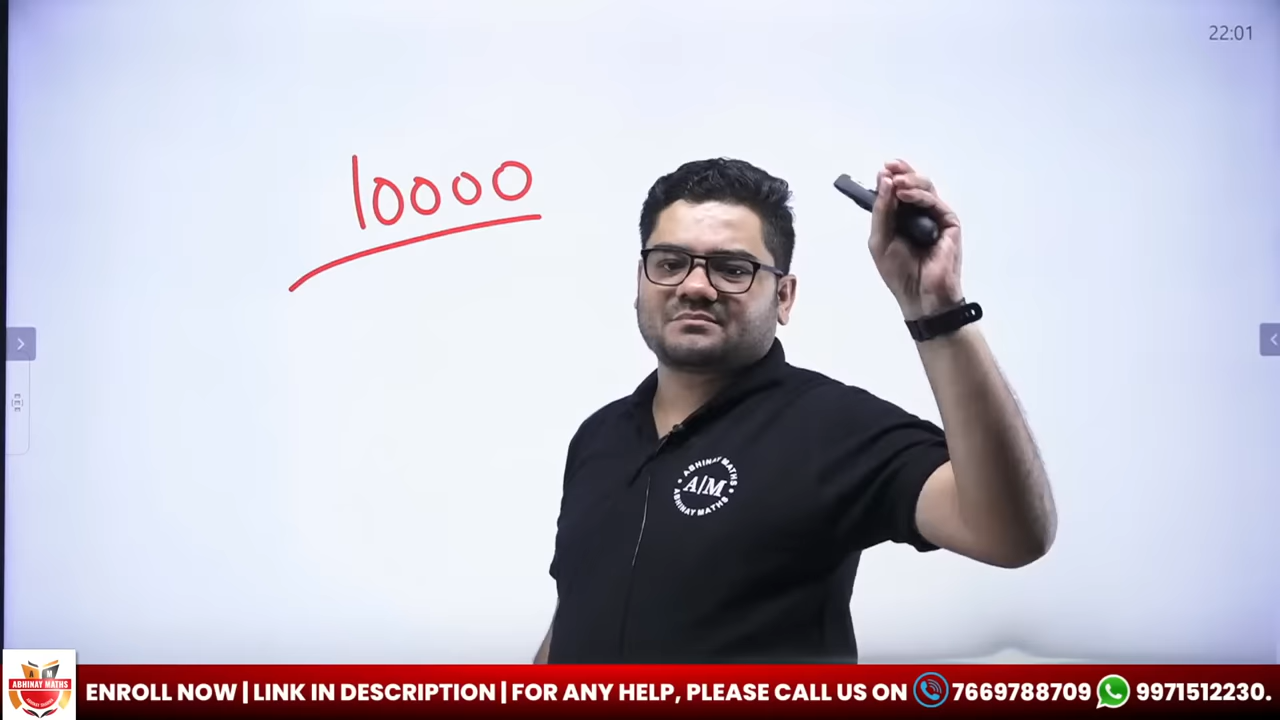 22:01
10000
ABHINAY MATHS
A/M
ABHINAY MATHS
A M
ABHINAY MATHS
ENROLL NOW | LINK IN DESCRIPTION | FOR ANY HELP, PLEASE CALL US ON 7669788709 9971512230.